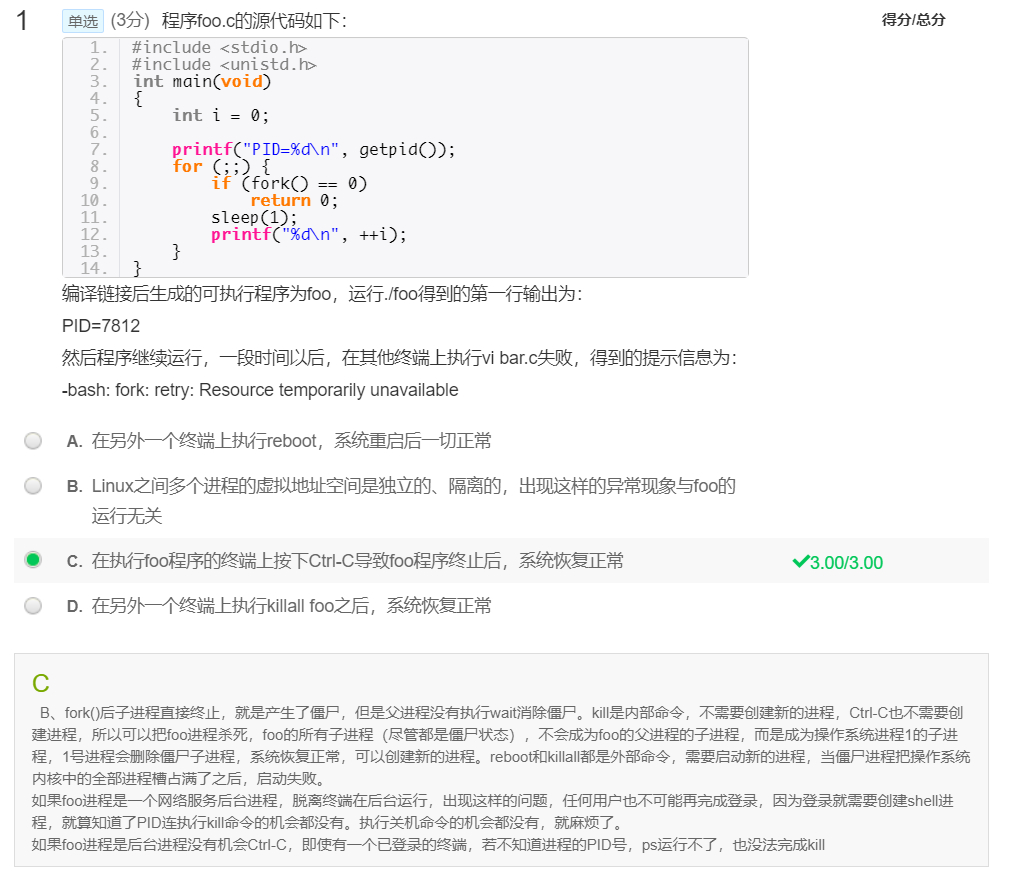 1 单选 (3分) 程序foo.c的源代码如下： 得分/总分
1. #include <stdio.h>
2. #include <unistd.h>
3. int main(void)
4. {
5.     int i = 0;
6.
7.     printf("PID=%d\n", getpid());
8.     for (;;) {
9.         if (fork() == 0)
10.             return 0;
11.         sleep(1);
12.         printf("%d\n", ++i);
13.     }
14. }
编译链接后生成的可执行程序为foo，运行./foo得到的第一行输出为：
PID=7812
然后程序继续运行，一段时间以后，在其他终端上执行vi bar.c失败，得到的提示信息为：
-bash: fork: retry: Resource temporarily unavailable
A. 在另外一个终端上执行reboot，系统重启后一切正常
B. Linux之间多个进程的虚拟地址空间是独立的、隔离的，出现这样的异常现象与foo的
运行无关
C. 在执行foo程序的终端上按下Ctrl-C导致foo程序终止后，系统恢复正常 ✔3.00/3.00
D. 在另外一个终端上执行killall foo之后，系统恢复正常
C
B、fork()后子进程直接终止，就是产生了僵尸，但是父进程没有执行wait消除僵尸。kill是内部命令，不需要创建新的进程，Ctrl-C也不需要创
建进程，所以可以把foo进程杀死，foo的所有子进程（尽管都是僵尸状态），不会成为foo的父进程的子进程，而是成为操作系统进程1的子进
程，1号进程会删除僵尸子进程，系统恢复正常，可以创建新的进程。reboot和killall都是外部命令，需要启动新的进程，当僵尸进程把操作系统
内核中的全部进程槽占满了之后，启动失败。
如果foo进程是一个网络服务后台进程，脱离终端在后台运行，出现这样的问题，任何用户也不可能再完成登录，因为登录就需要创建shell进
程，就算知道了PID连执行kill命令的机会都没有。执行关机命令的机会都没有，就麻烦了。
如果foo进程是后台进程没有机会Ctrl-C，即使有一个已登录的终端，若不知道进程的PID号，ps运行不了，也没法完成kill